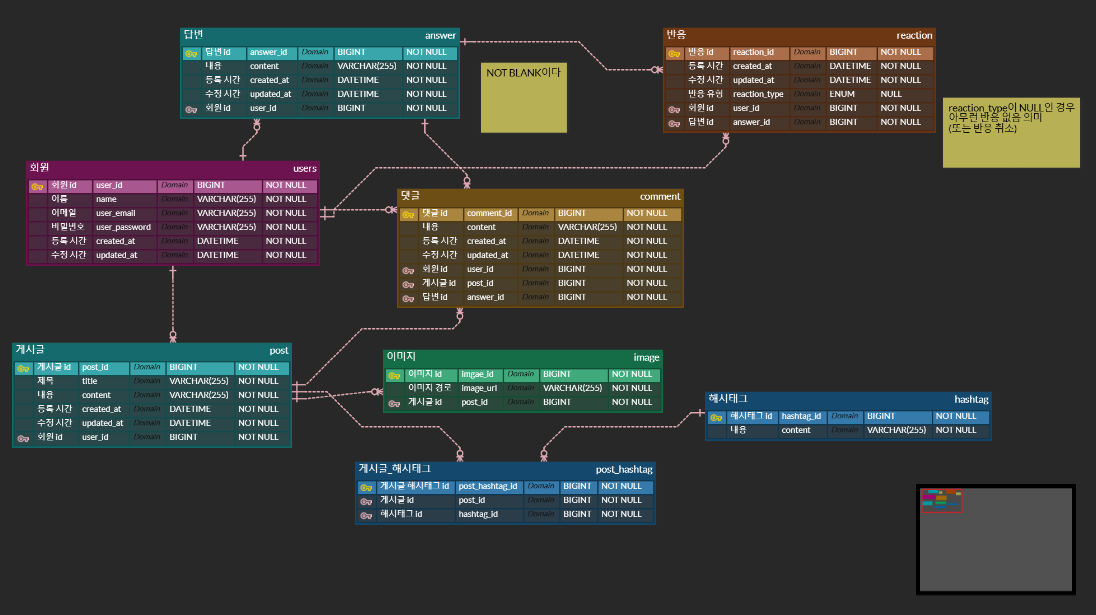 답변 answer
답변 id answer_id Domain BIGINT NOT NULL
내용 content Domain VARCHAR(255) NOT NULL
등록 시간 created_at Domain DATETIME NOT NULL
수정 시간 updated_at Domain DATETIME NOT NULL
회원 id user_id Domain BIGINT NOT NULL
NOT BLANK이다
반응 reaction
반응 id reaction_id Domain BIGINT NOT NULL
등록 시간 created_at Domain DATETIME NOT NULL
수정 시간 updated_at Domain DATETIME NOT NULL
반응 유형 reaction_type Domain ENUM NULL
회원 id user_id Domain BIGINT NOT NULL
답변 id answer_id Domain BIGINT NOT NULL
reaction_type이 NULL인 경우
아무런 반응 없음 의미
(또는 반응 취소)
회원 users
회원 id user_id Domain BIGINT NOT NULL
이름 name Domain VARCHAR(255) NOT NULL
이메일 user_email Domain VARCHAR(255) NOT NULL
비밀번호 user_password Domain VARCHAR(255) NOT NULL
등록 시간 created_at Domain DATETIME NOT NULL
수정 시간 updated_at Domain DATETIME NOT NULL
댓글 comment
댓글 id comment_id Domain BIGINT NOT NULL
내용 content Domain VARCHAR(255) NOT NULL
등록 시간 created_at Domain DATETIME NOT NULL
수정 시간 updated_at Domain DATETIME NOT NULL
회원 id user_id Domain BIGINT NOT NULL
게시글 id post_id Domain BIGINT NOT NULL
답변 id answer_id Domain BIGINT NOT NULL
게시글 post
게시글 id post_id Domain BIGINT NOT NULL
제목 title Domain VARCHAR(255) NOT NULL
내용 content Domain VARCHAR(255) NOT NULL
등록 시간 created_at Domain DATETIME NOT NULL
수정 시간 updated_at Domain DATETIME NOT NULL
회원 id user_id Domain BIGINT NOT NULL
이미지 image
이미지 id imgae_id Domain BIGINT NOT NULL
이미지 경로 image_url Domain VARCHAR(255) NOT NULL
게시글 id post_id Domain BIGINT NOT NULL
해시태그 hashtag
해시태그 id hashtag_id Domain BIGINT NOT NULL
내용 content Domain VARCHAR(255) NOT NULL
게시글_해시태그 post_hashtag
게시글 해시태그 id post_hashtag_id Domain BIGINT NOT NULL
게시글 id post_id Domain BIGINT NOT NULL
해시태그 id hashtag_id Domain BIGINT NOT NULL